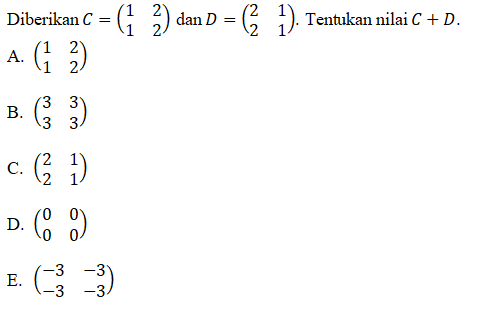 Diberikan C = (1 2
1 2) dan D = (2 1
2 1). Tentukan nilai C + D.
A. (1 2
1 2)
B. (3 3
3 3)
C. (2 1
2 1)
D. (0 0
0 0)
E. (−3 −3
−3 −3)